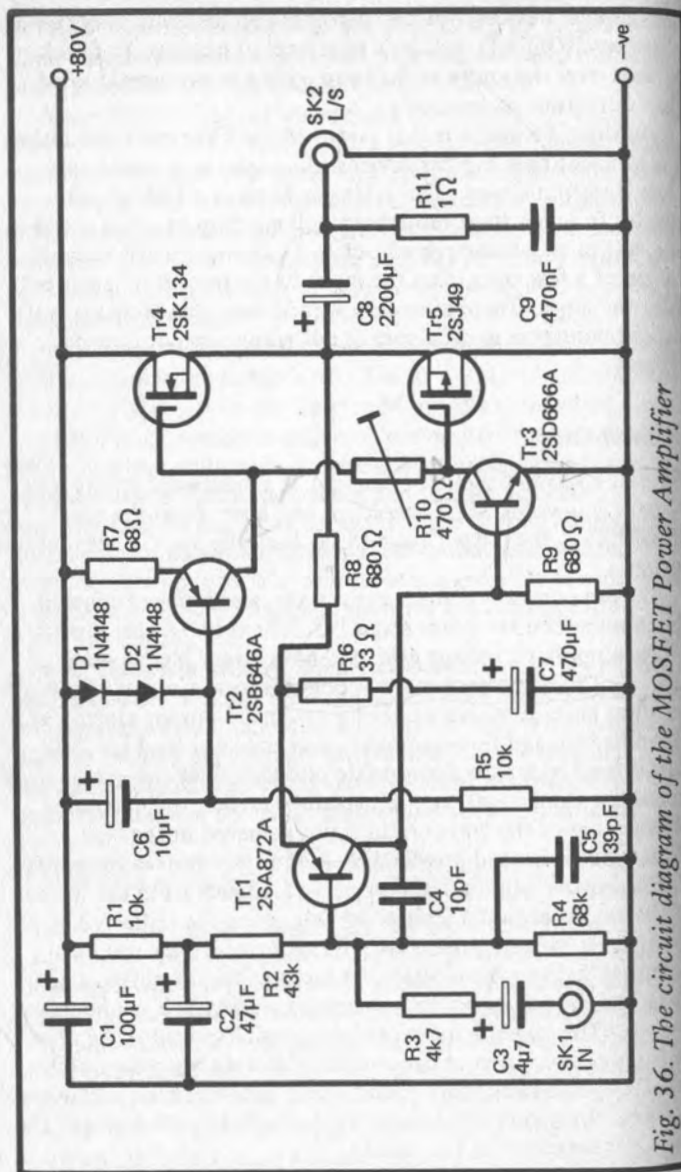 +80V
SK2
L/S
R11
1Ω
C9
470nF
-ve
Tr4
2SK134
C8
2200μF
+
Tr5
2SJ49
Tr3
2SD666A
R10
470Ω
R7
68Ω
D1
1N4148
D2
1N4148
Tr2
2SB646A
R8
680Ω
R6
33Ω
R9
680Ω
C7
470μF
+
C6
10μF
+
R5
10k
Tr1
2SA872A
R1
10k
C4
10pF
C5
39pF
R4
68k
C1
100μF
+
C2
47μF
+
R2
43k
R3
4k7
C3
4μ7
+
SK1
IN
Fig. 36. The circuit diagram of the MOSFET Power Amplifier